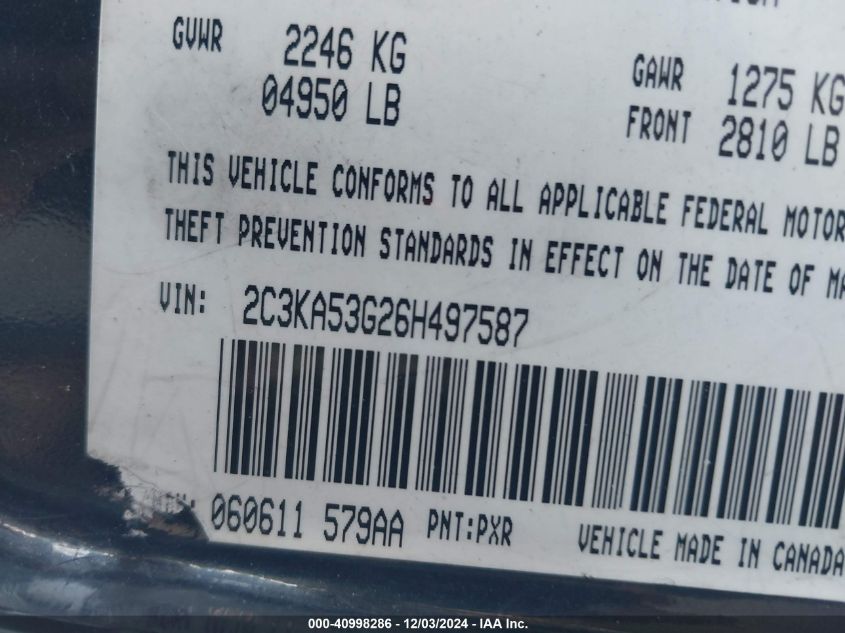 GVWR 2246 KG
04950 LB
GAWR 1275 KG
FRONT 2810 LB
THIS VEHICLE CONFORMS TO ALL APPLICABLE FEDERAL MOTOR
THEFT PREVENTION STANDARDS IN EFFECT ON THE DATE OF MA
VIN: 2C3KA53G26H497587
060611 579AA PNT:PXR VEHICLE MADE IN CANADA
000-40998286 - 12/03/2024 - IAA Inc.